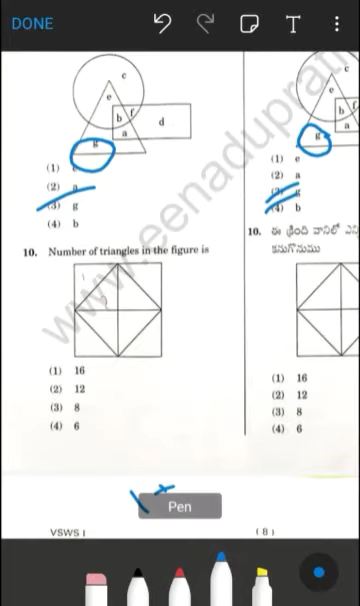 DONE
T
c
e
f
b
d
a
g
(1) e
(2) a
(3) g
(4) b
10. Number of triangles in the figure is
(1) 16
(2) 12
(3) 8
(4) 6
c
e
b f
a
g
(1) e
(2) a
(3) g
(4) b
10. ఈ క్రింది వానిలో
కనుగొనుము
(1) 16
(2) 12
(3) 8
(4) 6
Pen
VSWS I
( 8 )
www.eenadupratibha